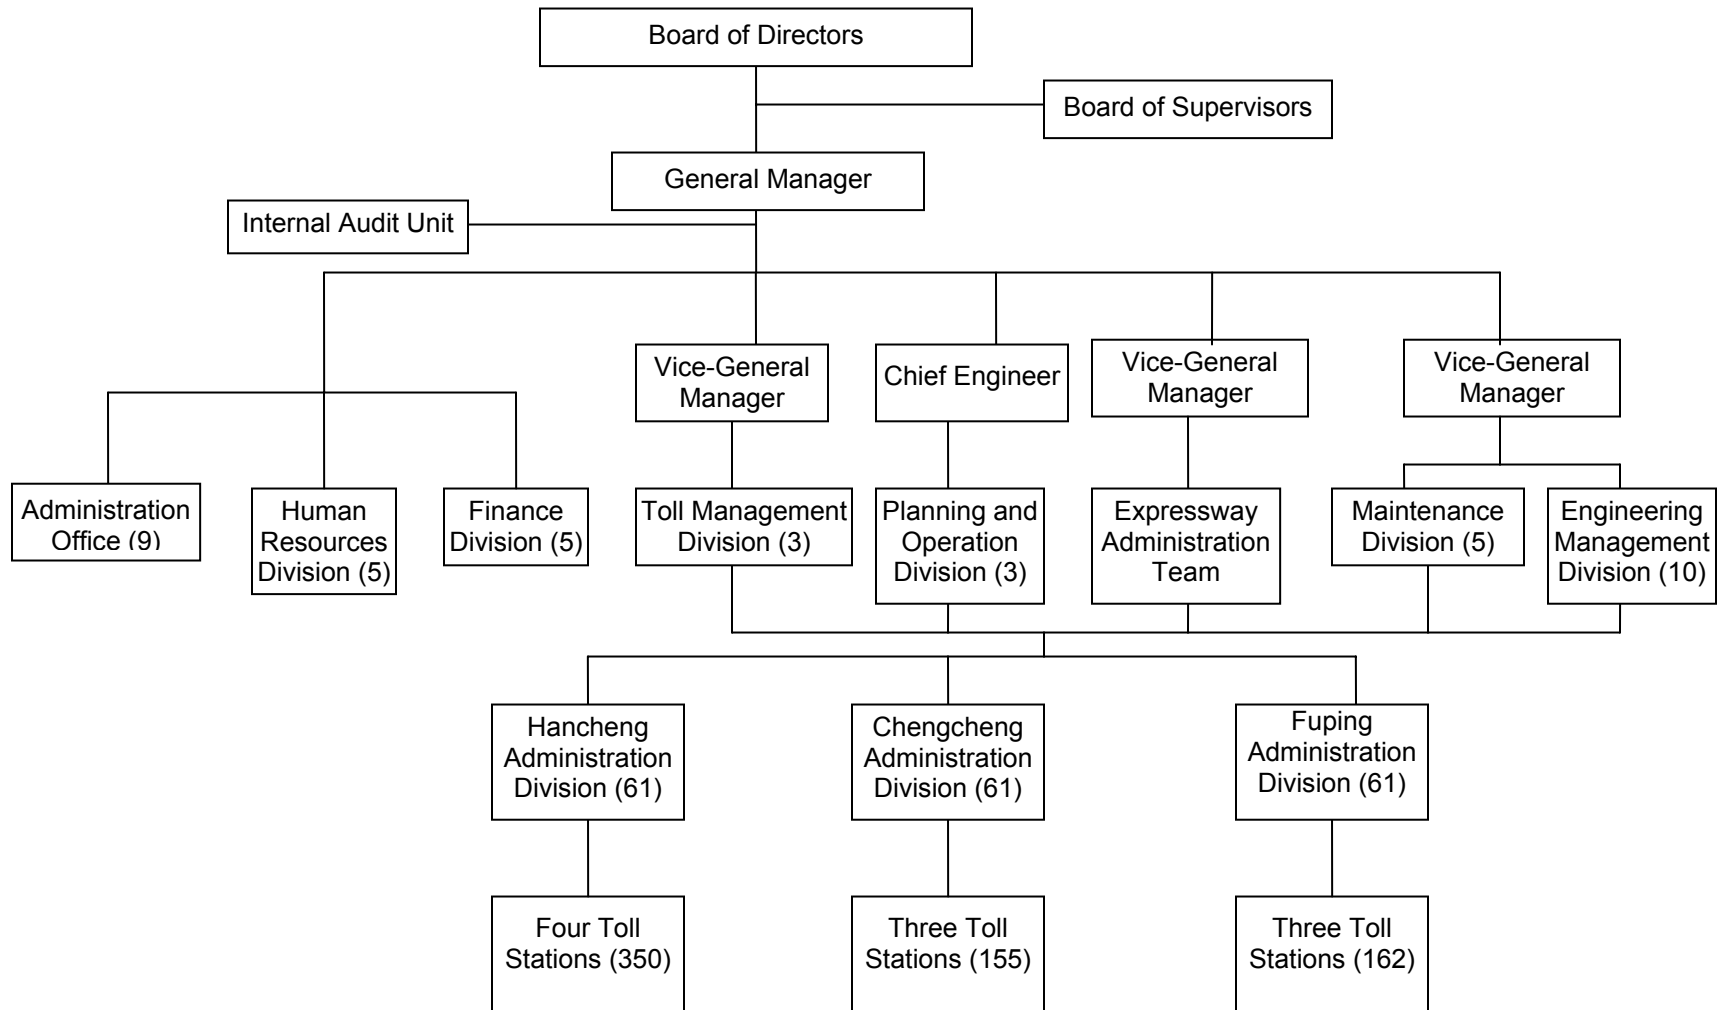 Board of Directors
Board of Supervisors
General Manager
Internal Audit Unit
Vice-General
Manager
Chief Engineer
Vice-General
Manager
Vice-General
Manager
Administration
Office (9)
Human
Resources
Division (5)
Finance
Division (5)
Toll Management
Division (3)
Planning and
Operation
Division (3)
Expressway
Administration
Team
Maintenance
Division (5)
Engineering
Management
Division (10)
Hancheng
Administration
Division (61)
Chengcheng
Administration
Division (61)
Fuping
Administration
Division (61)
Four Toll
Stations (350)
Three Toll
Stations (155)
Three Toll
Stations (162)